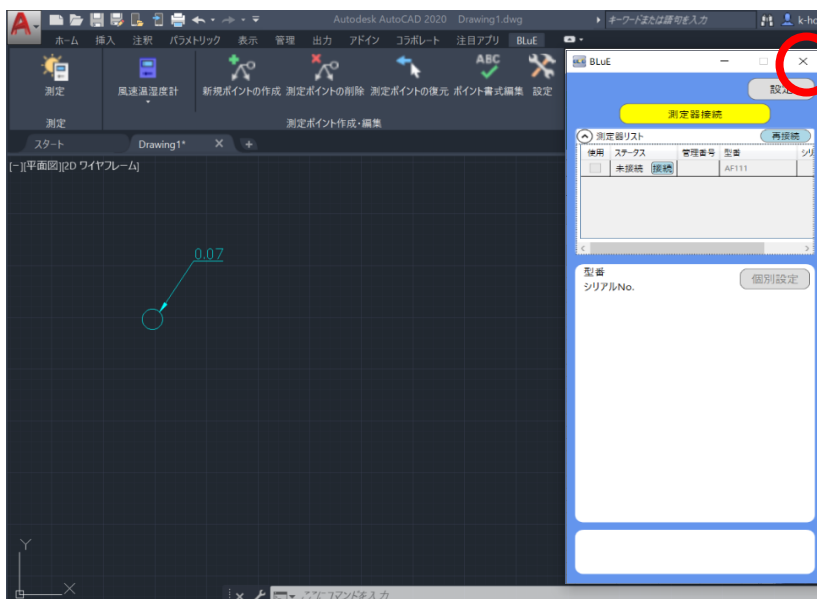 Autodesk AutoCAD 2020 Drawing1.dwg
キーワードまたは語句を入力
k-ho
ホーム 挿入 注釈 パラメトリック 表示 管理 出力 アドイン コラボレート 注目アプリ BLuE
測定
風速温湿度計
新規ポイントの作成
測定ポイントの削除
測定ポイントの復元
ABC
ポイント書式編集
設定
測定
測定ポイント作成・編集
スタート
Drawing1*
[−][平面図][2D ワイヤフレーム]
0.07
Y
X
ここにコマンドを入力
BLuE
設定
測定器接続
測定器リスト
再接続
使用 ステータス 管理番号 型番 シリ
未接続 接続 AF111
型番
シリアルNo.
個別設定